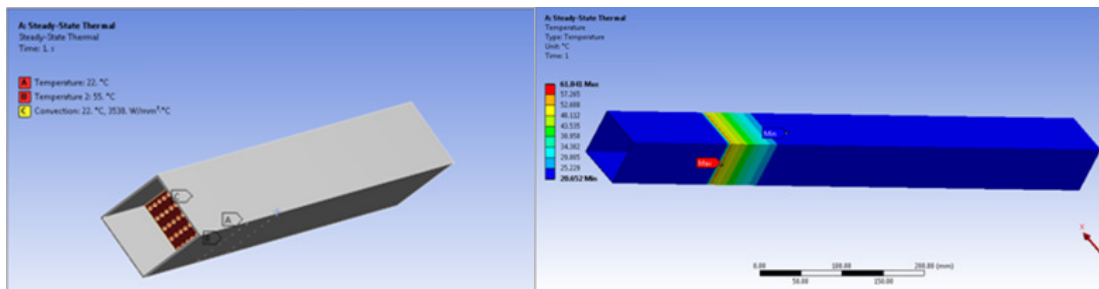 A: Steady-State Thermal
Steady-State Thermal
Time: 1. s
A Temperature: 22. °C
B Temperature 2: 55. °C
C Convection: 22. °C, 3538. W/mm²·°C
C
A
A: Steady-State Thermal
Temperature
Type: Temperature
Unit: °C
Time: 1
61.841 Max
57.265
52.688
48.112
43.535
38.958
34.382
29.805
25.229
20.652 Min
Min
Max
X
0.00
100.00
200.00 (mm)
50.00
150.00